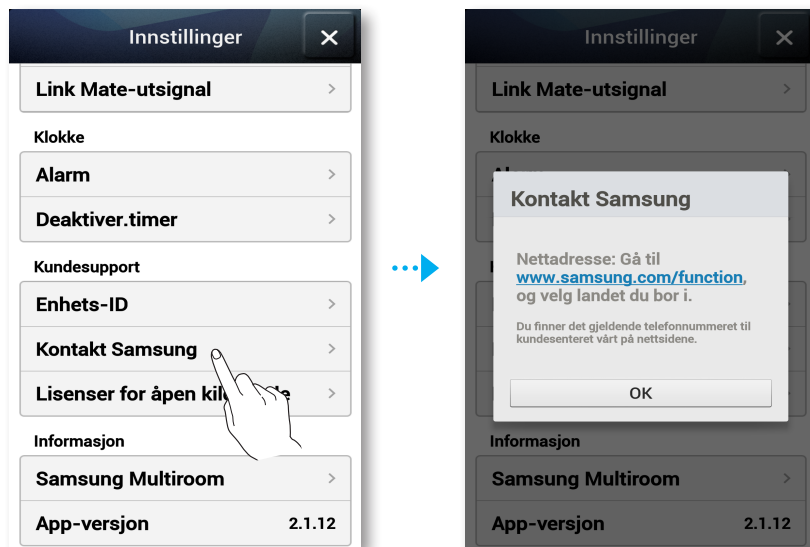 Innstillinger
Link Mate-utsignal
Klokke
Alarm
Deaktiver.timer
Kundesupport
Enhets-ID
Kontakt Samsung
Lisenser for åpen
Informasjon
Samsung Multiroom
App-versjon 2.1.12
Innstillinger
Link Mate-utsignal
Klokke
Kontakt Samsung
Nettadresse: Gå til
www.samsung.com/function,
og velg landet du bor i.
Du finner det gjeldende telefonnummeret til
kundesenteret vårt på nettsidene.
OK
Informasjon
Samsung Multiroom
App-versjon 2.1.12